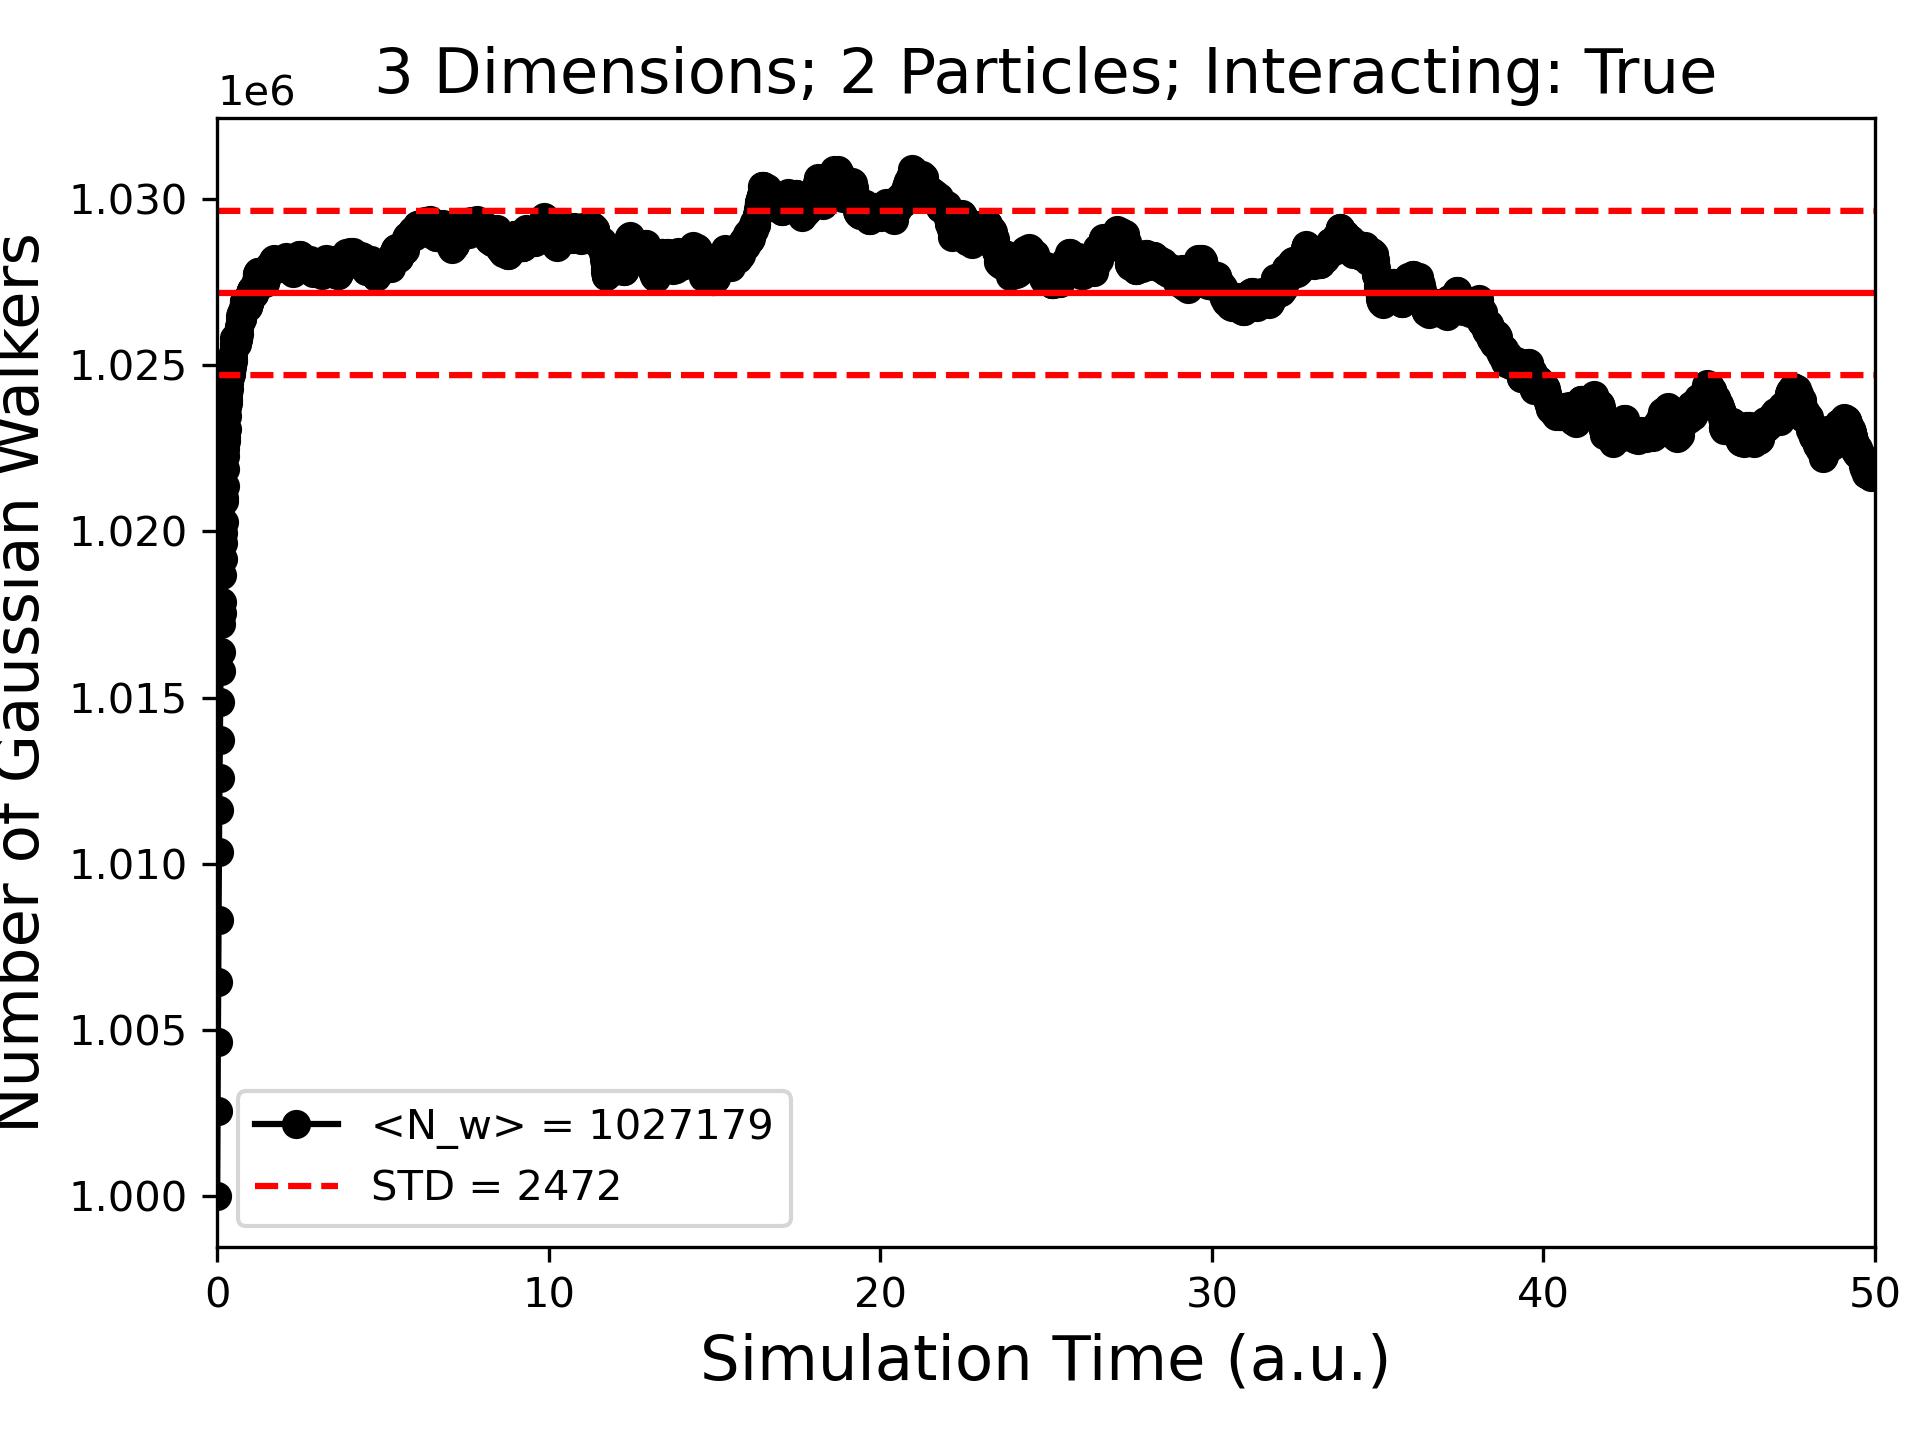 3 Dimensions; 2 Particles; Interacting: True
1e6
Number of Gaussian Walkers
1.030
1.025
1.020
1.015
1.010
1.005
1.000
<N_w> = 1027179
STD = 2472
0 10 20 30 40 50
Simulation Time (a.u.)